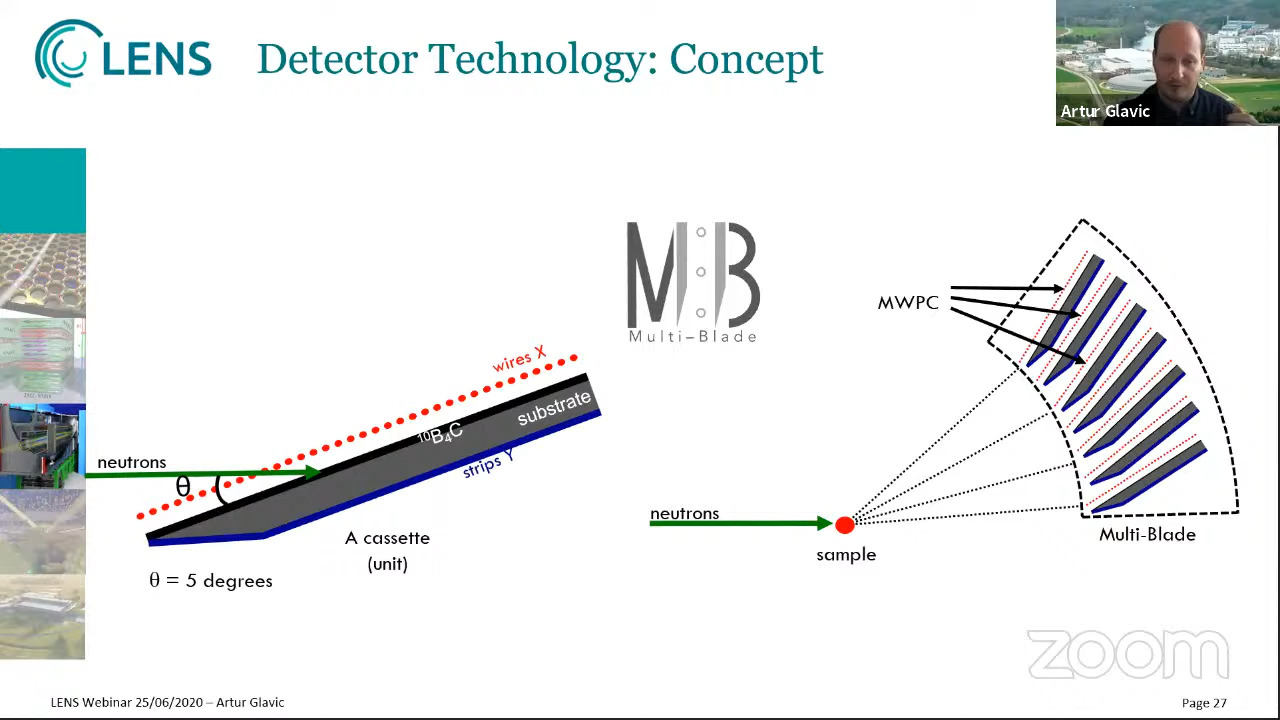 LENS
Detector Technology: Concept
Artur Glavic
M:B
Multi-Blade
MWPC
wires X
substrate
¹⁰B₄C
strips Y
neutrons
θ
A cassette
(unit)
θ = 5 degrees
neutrons
sample
Multi-Blade
zoom
LENS Webinar 25/06/2020 – Artur Glavic
Page 27